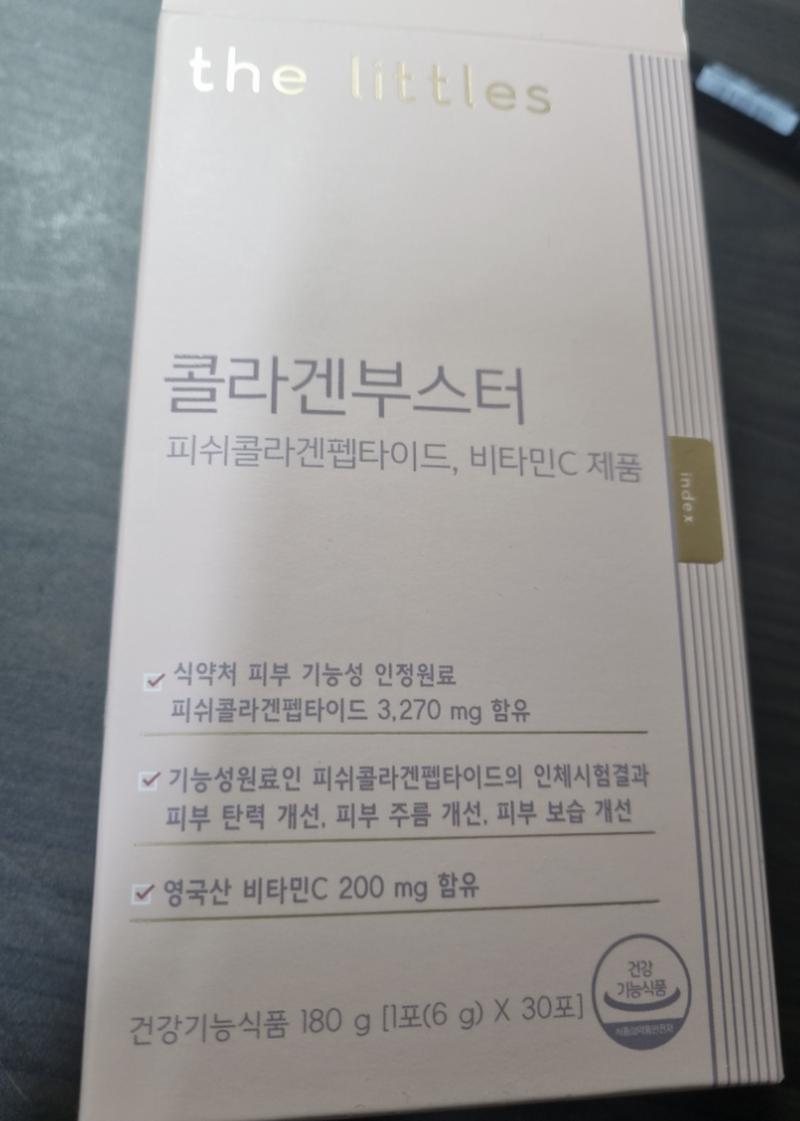 the littles
콜라겐부스터
피쉬콜라겐펩타이드, 비타민C 제품
index
식약처 피부 기능성 인정원료
피쉬콜라겐펩타이드 3,270 mg 함유
기능성원료인 피쉬콜라겐펩타이드의 인체시험결과
피부 탄력 개선, 피부 주름 개선, 피부 보습 개선
영국산 비타민C 200 mg 함유
건강기능식품 180 g [1포(6 g) X 30포]
건강
기능식품